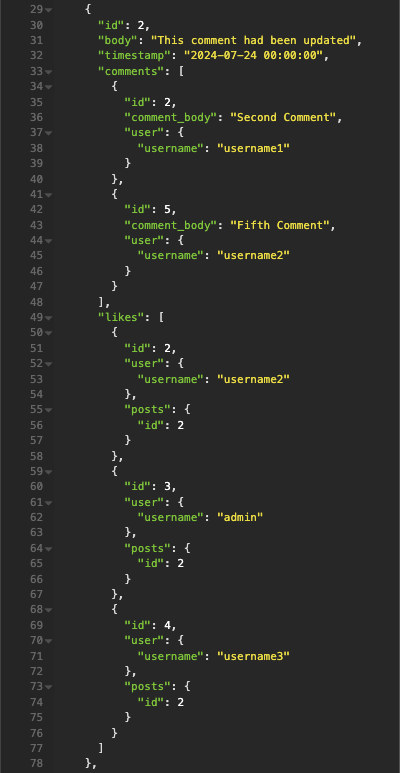 29 {
30 "id": 2,
31 "body": "This comment had been updated",
32 "timestamp": "2024-07-24 00:00:00",
33 "comments": [
34 {
35 "id": 2,
36 "comment_body": "Second Comment",
37 "user": {
38 "username": "username1"
39 }
40 },
41 {
42 "id": 5,
43 "comment_body": "Fifth Comment",
44 "user": {
45 "username": "username2"
46 }
47 }
48 ],
49 "likes": [
50 {
51 "id": 2,
52 "user": {
53 "username": "username2"
54 },
55 "posts": {
56 "id": 2
57 }
58 },
59 {
60 "id": 3,
61 "user": {
62 "username": "admin"
63 },
64 "posts": {
65 "id": 2
66 }
67 },
68 {
69 "id": 4,
70 "user": {
71 "username": "username3"
72 },
73 "posts": {
74 "id": 2
75 }
76 }
77 ]
78 },